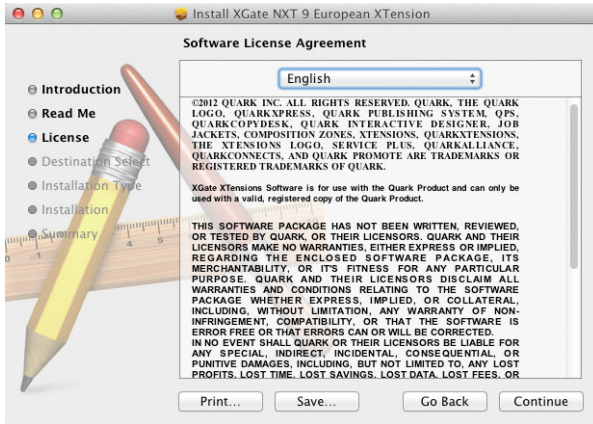 Install XGate NXT 9 European XTension
Software License Agreement
English
Introduction
Read Me
License
Destination Select
Installation Type
Installation
Summary
©2012 QUARK INC. ALL RIGHTS RESERVED. QUARK, THE QUARK
LOGO, QUARKXPRESS, QUARK PUBLISHING SYSTEM, QPS,
QUARKCOPYDESK, QUARK INTERACTIVE DESIGNER, JOB
JACKETS, COMPOSITION ZONES, XTENSIONS, QUARKXTENSIONS,
THE XTENSIONS LOGO, SERVICE PLUS, QUARKALLIANCE,
QUARKCONNECTS, AND QUARK PROMOTE ARE TRADEMARKS OR
REGISTERED TRADEMARKS OF QUARK.
XGate XTensions Software is for use with the Quark Product and can only be
used with a valid, registered copy of the Quark Product.
THIS SOFTWARE PACKAGE HAS NOT BEEN WRITTEN, REVIEWED,
OR TESTED BY QUARK, OR THEIR LICENSORS. QUARK AND THEIR
LICENSORS MAKE NO WARRANTIES, EITHER EXPRESS OR IMPLIED,
REGARDING THE ENCLOSED SOFTWARE PACKAGE, ITS
MERCHANTABILITY, OR IT'S FITNESS FOR ANY PARTICULAR
PURPOSE. QUARK AND THEIR LICENSORS DISCLAIM ALL
WARRANTIES AND CONDITIONS RELATING TO THE SOFTWARE
PACKAGE WHETHER EXPRESS, IMPLIED, OR COLLATERAL,
INCLUDING, WITHOUT LIMITATION, ANY WARRANTY OF NON-
INFRINGEMENT, COMPATIBILITY, OR THAT THE SOFTWARE IS
ERROR FREE OR THAT ERRORS CAN OR WILL BE CORRECTED.
IN NO EVENT SHALL QUARK OR THEIR LICENSORS BE LIABLE FOR
ANY SPECIAL, INDIRECT, INCIDENTAL, CONSEQUENTIAL, OR
PUNITIVE DAMAGES, INCLUDING, BUT NOT LIMITED TO, ANY LOST
PROFITS, LOST TIME, LOST SAVINGS, LOST DATA, LOST FEES, OR
0 1 4 5
Print... Save... Go Back Continue